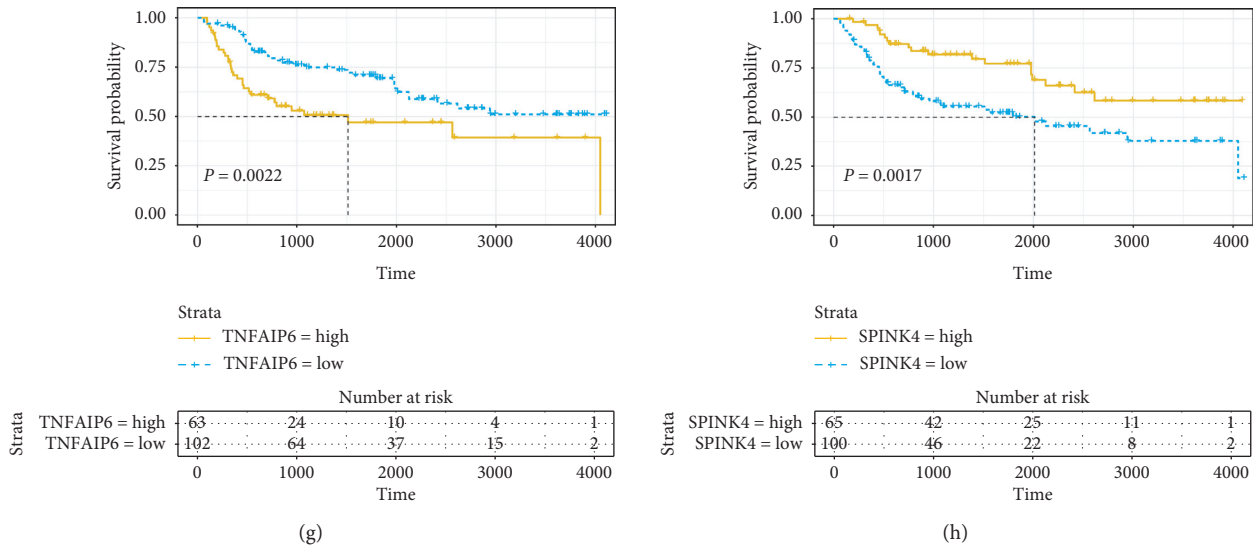 1.00
0.75
0.50
0.25
0.00
Survival probability
P = 0.0022
0 1000 2000 3000 4000
Time
Strata
TNFAIP6 = high
TNFAIP6 = low
Number at risk
Strata
TNFAIP6 = high 63 24 10 4 1
TNFAIP6 = low 102 64 37 15 2
0 1000 2000 3000 4000
Time
(g)
1.00
0.75
0.50
0.25
0.00
Survival probability
P = 0.0017
0 1000 2000 3000 4000
Time
Strata
SPINK4 = high
SPINK4 = low
Number at risk
Strata
SPINK4 = high 65 42 25 11 1
SPINK4 = low 100 46 22 8 2
0 1000 2000 3000 4000
Time
(h)